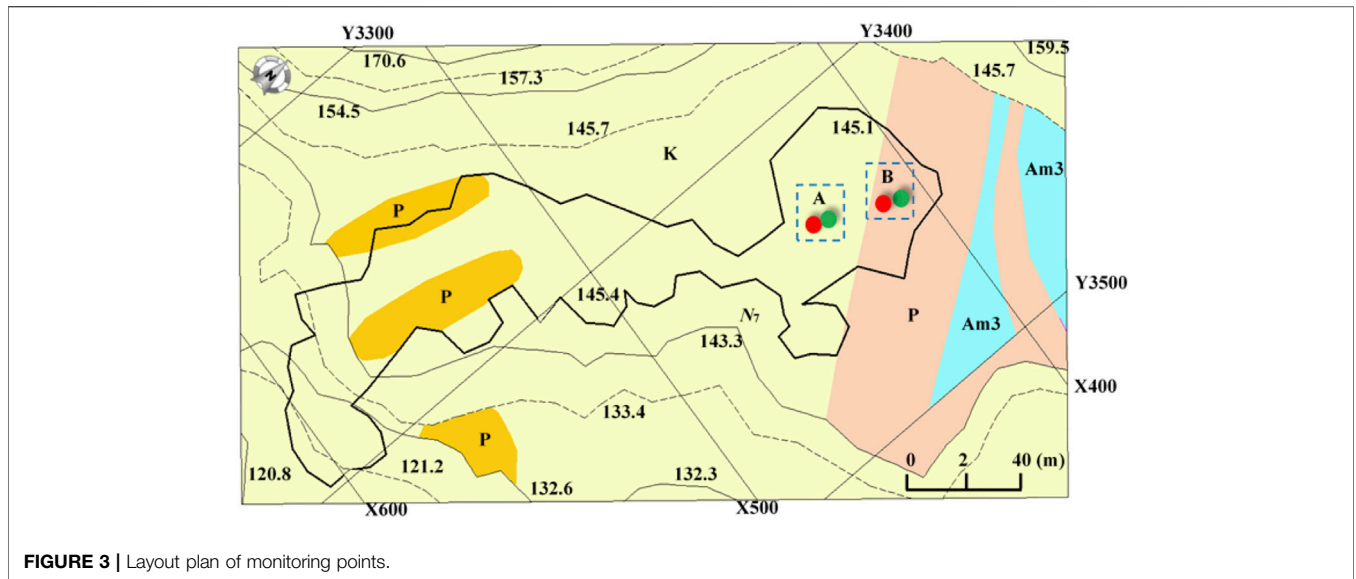 Y3300
Y3400
170.6
157.3
159.5
145.7
154.5
145.7
145.1
K
Am3
N
P
A
B
P
145.4
N7
P
Am3
Y3500
143.3
X400
133.4
P
120.8
121.2
132.6
132.3
0 2 40 (m)
X600
X500
FIGURE 3 | Layout plan of monitoring points.